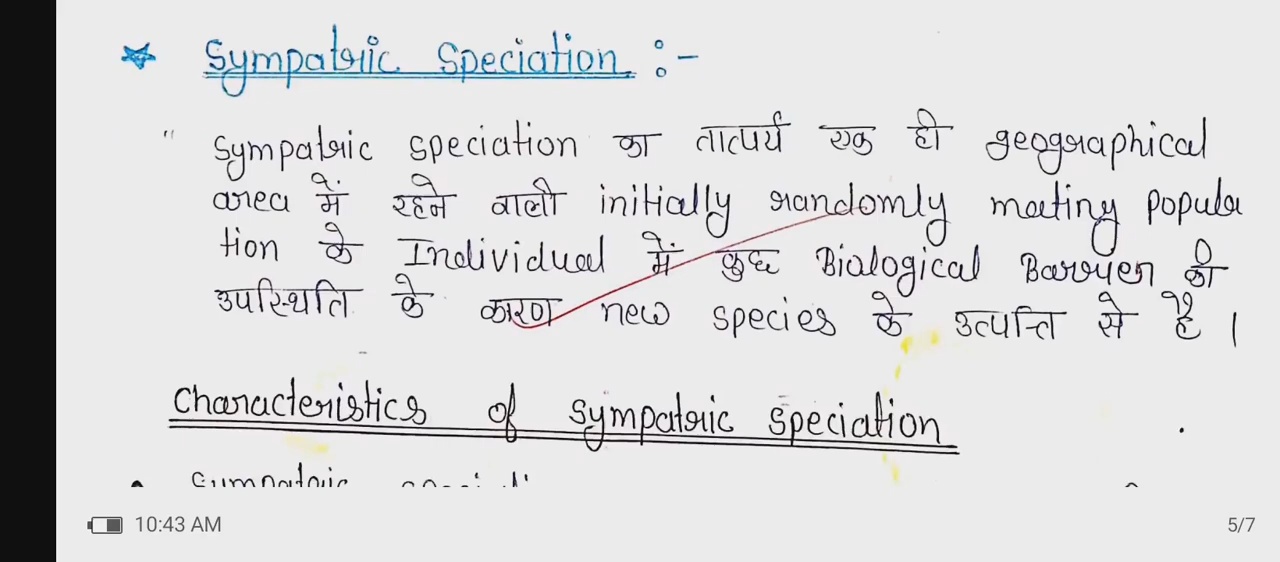 Sympatric Speciation :-
" Sympatric speciation का तात्पर्य एक ही geographical
area में रहने वाली initially randomly mating popula
tion के Individual में कुछ Biological Barrier की
उपस्थिति के कारण new species के उत्पत्ति से है ।
Characteristics of sympatric speciation
Sympatric
10:43 AM
5/7